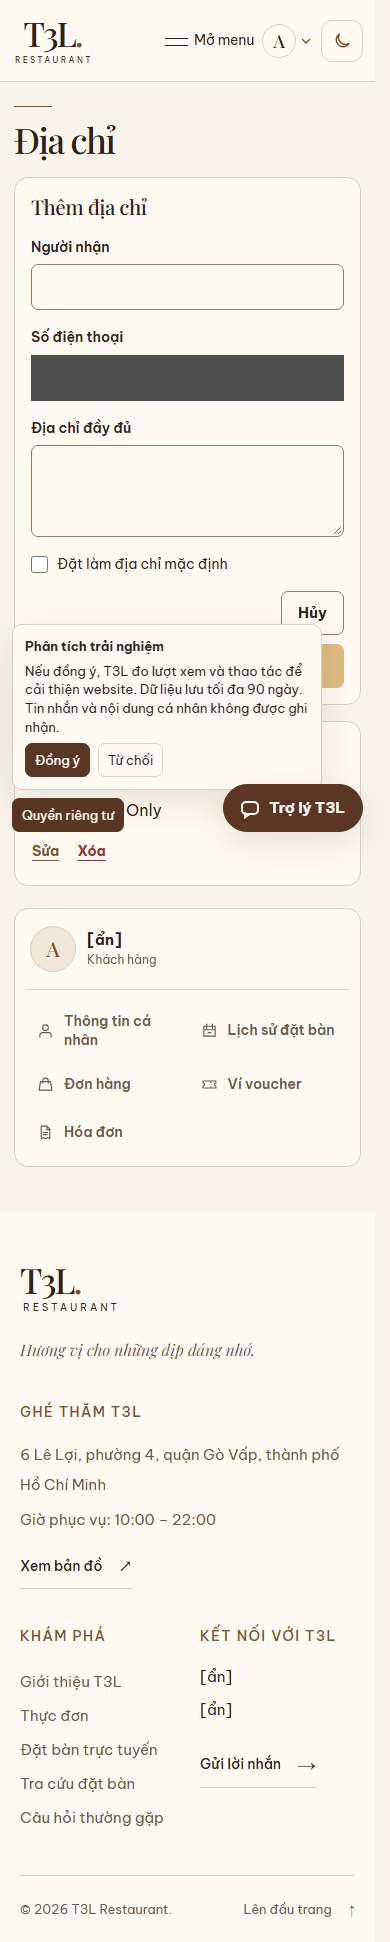 T3L.
RESTAURANT
Mở menu
A
Địa chỉ
Thêm địa chỉ
Người nhận
Số điện thoại
Địa chỉ đầy đủ
Đặt làm địa chỉ mặc định
Hủy
Phân tích trải nghiệm
Nếu đồng ý, T3L đo lượt xem và thao tác để
cải thiện website. Dữ liệu lưu tối đa 90 ngày.
Tin nhắn và nội dung cá nhân không được ghi
nhận.
Đồng ý
Từ chối
Trợ lý T3L
Quyền riêng tư
Only
Sửa
Xóa
A
[ẩn]
Khách hàng
Thông tin cá
nhân
Lịch sử đặt bàn
Đơn hàng
Ví voucher
Hóa đơn
T3L.
RESTAURANT
Hương vị cho những dịp đáng nhớ.
GHÉ THĂM T3L
6 Lê Lợi, phường 4, quận Gò Vấp, thành phố
Hồ Chí Minh
Giờ phục vụ: 10:00 – 22:00
Xem bản đồ ↗
KHÁM PHÁ
Giới thiệu T3L
Thực đơn
Đặt bàn trực tuyến
Tra cứu đặt bàn
Câu hỏi thường gặp
KẾT NỐI VỚI T3L
[ẩn]
[ẩn]
Gửi lời nhắn →
© 2026 T3L Restaurant.
Lên đầu trang ↑